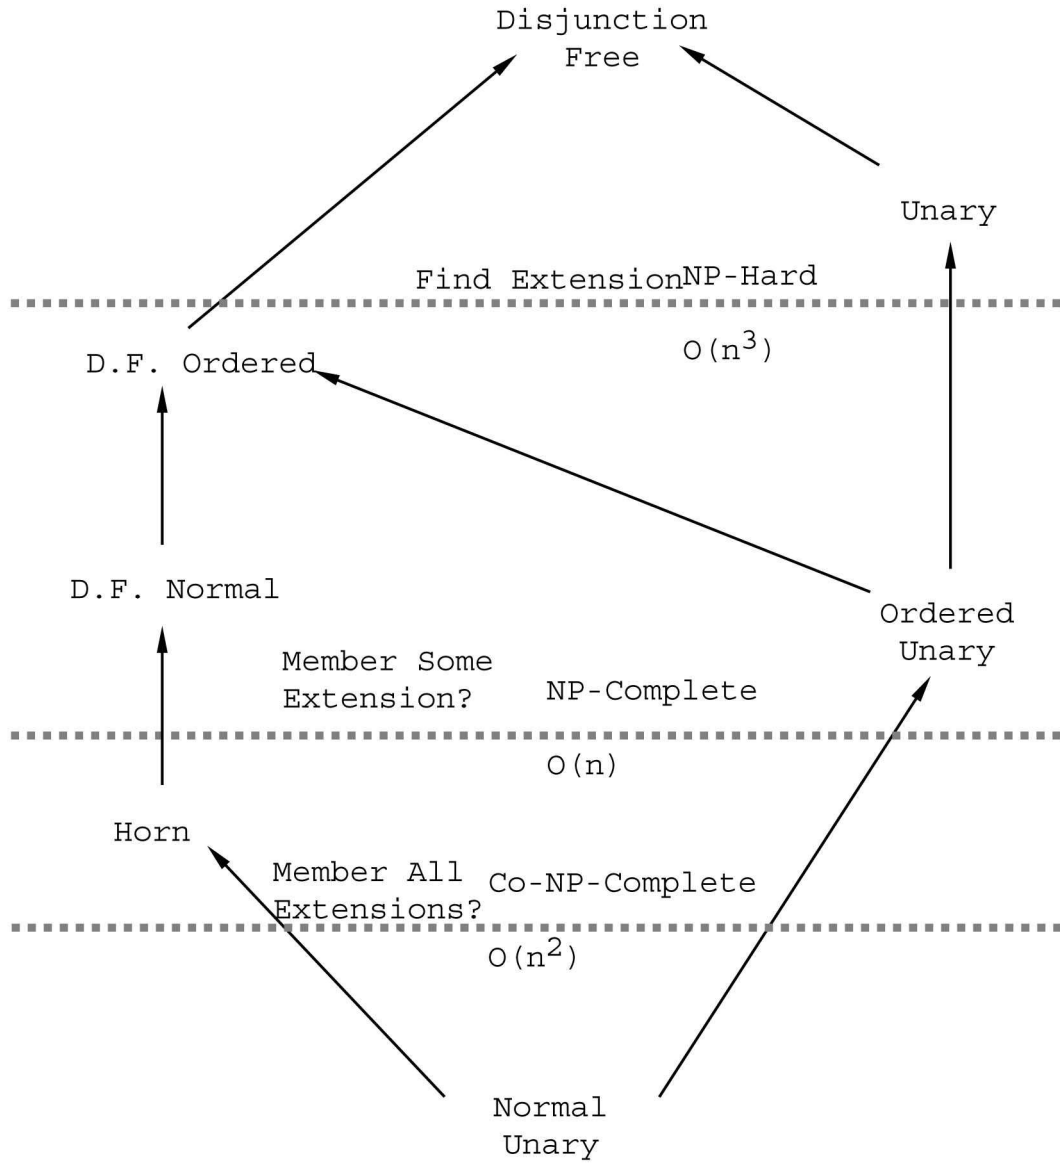 Disjunction
Free
Unary
Find Extension NP-Hard
O(n³)
D.F. Ordered
D.F. Normal
Ordered
Unary
Member Some
Extension?
NP-Complete
O(n)
Horn
Member All
Extensions?
Co-NP-Complete
O(n²)
Normal
Unary